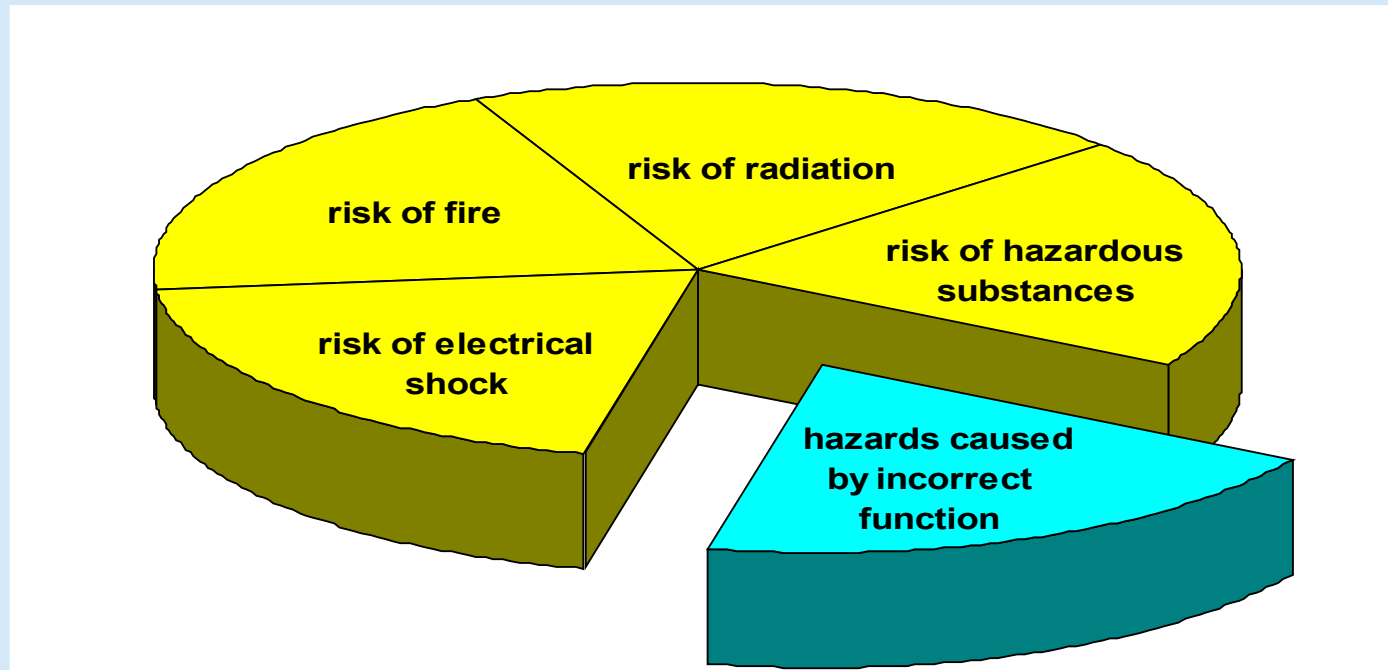 risk of radiation
risk of fire
risk of hazardous
substances
risk of electrical
shock
hazards caused
by incorrect
function